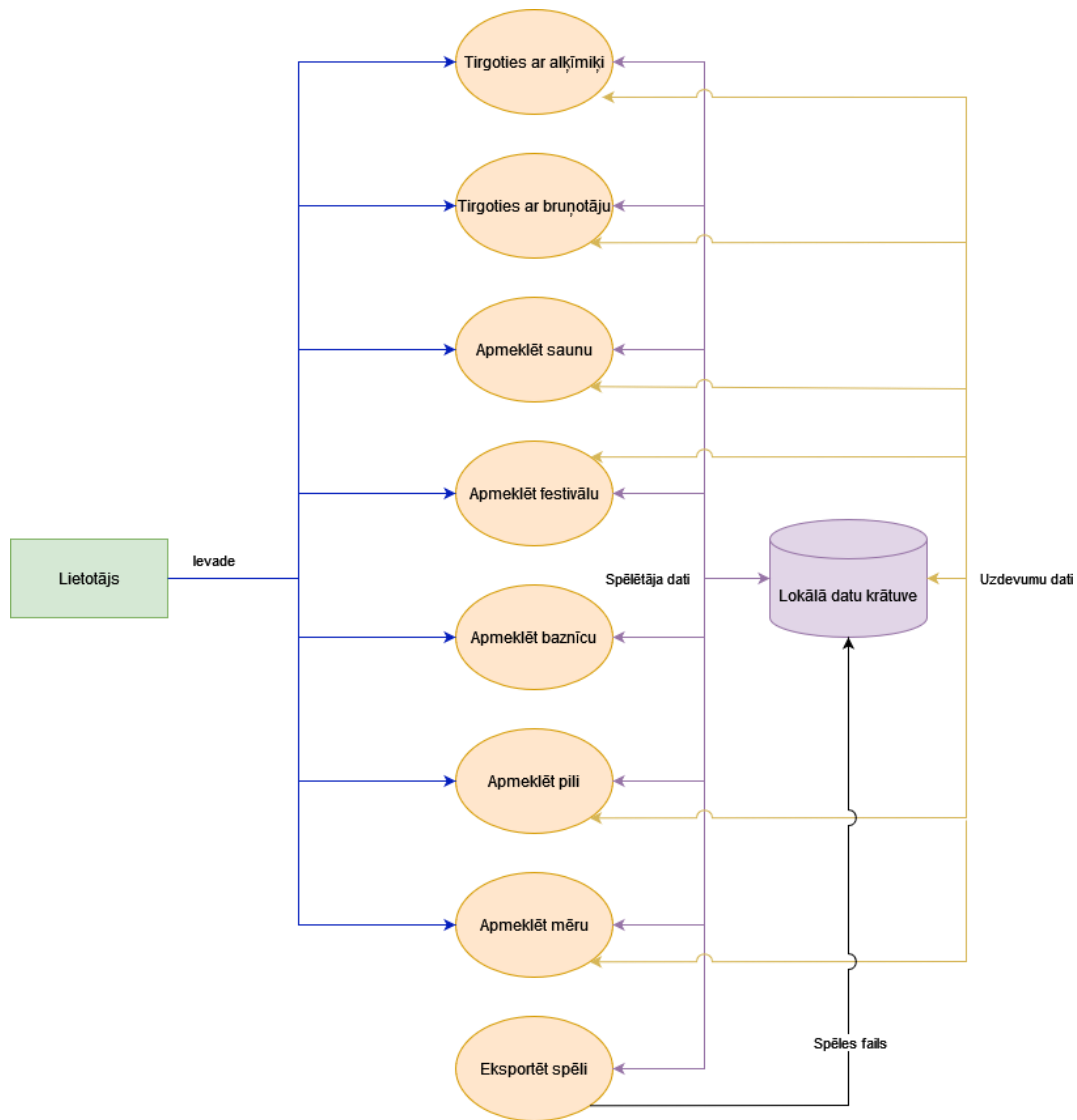 Tirgoties ar alķīmiķi
Tirgoties ar bruņotāju
Apmeklēt saunu
Apmeklēt festivālu
Ievade
Lietotājs
Spēlētāja dati
Lokālā datu krātuve
Uzdevumu dati
Apmeklēt baznīcu
Apmeklēt pili
Apmeklēt mēru
Spēles fails
Eksportēt spēli